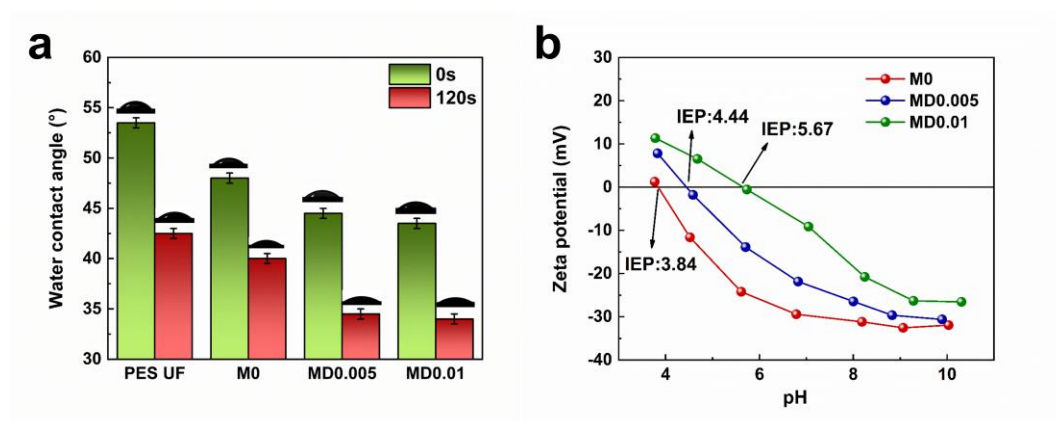 a
60
55
50
45
40
35
30
Water contact angle (°)
0s
120s
PES UF M0 MD0.005 MD0.01
b
30
20
10
0
-10
-20
-30
-40
Zeta potential (mV)
M0
MD0.005
MD0.01
IEP:4.44
IEP:5.67
IEP:3.84
4 6 8 10
pH